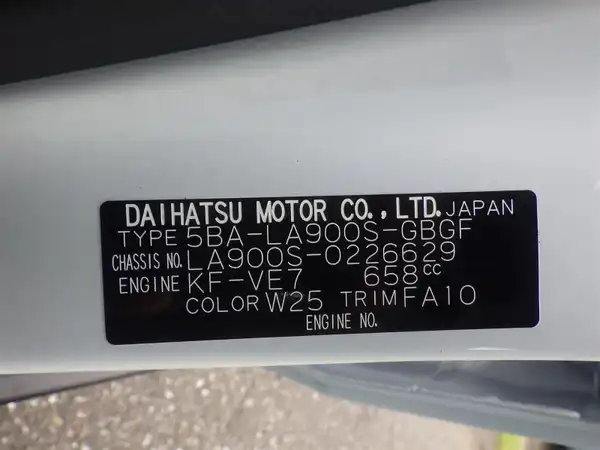 DAIHATSU MOTOR CO.,LTD. JAPAN
TYPE 5BA-LA900S-GBGF
CHASSIS NO. LA900S-0226629
ENGINE KF-VE7 658cc
COLOR W25 TRIM FA10
ENGINE NO.